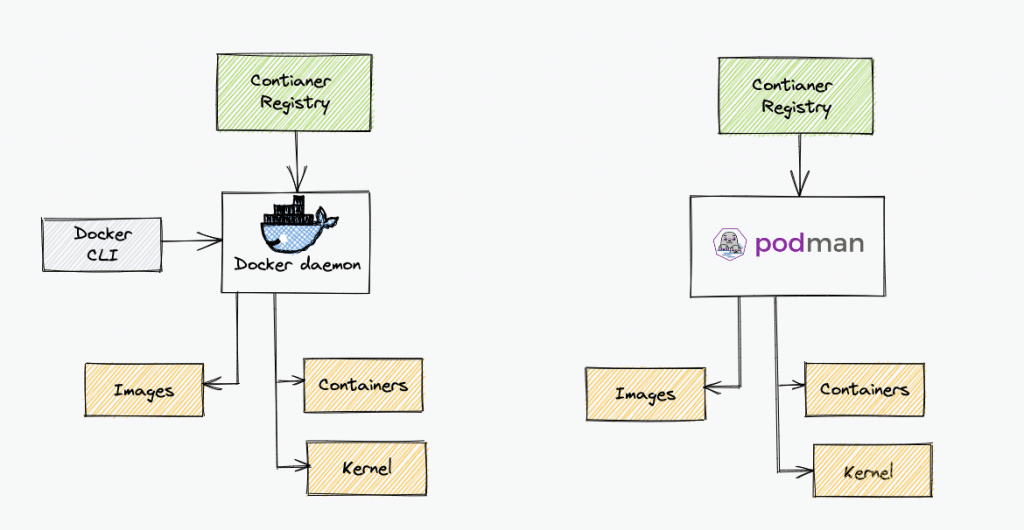 Contianer
Registry
Docker
CLI
Docker daemon
Images
Containers
Kernel
Contianer
Registry
podman
Images
Containers
Kernel